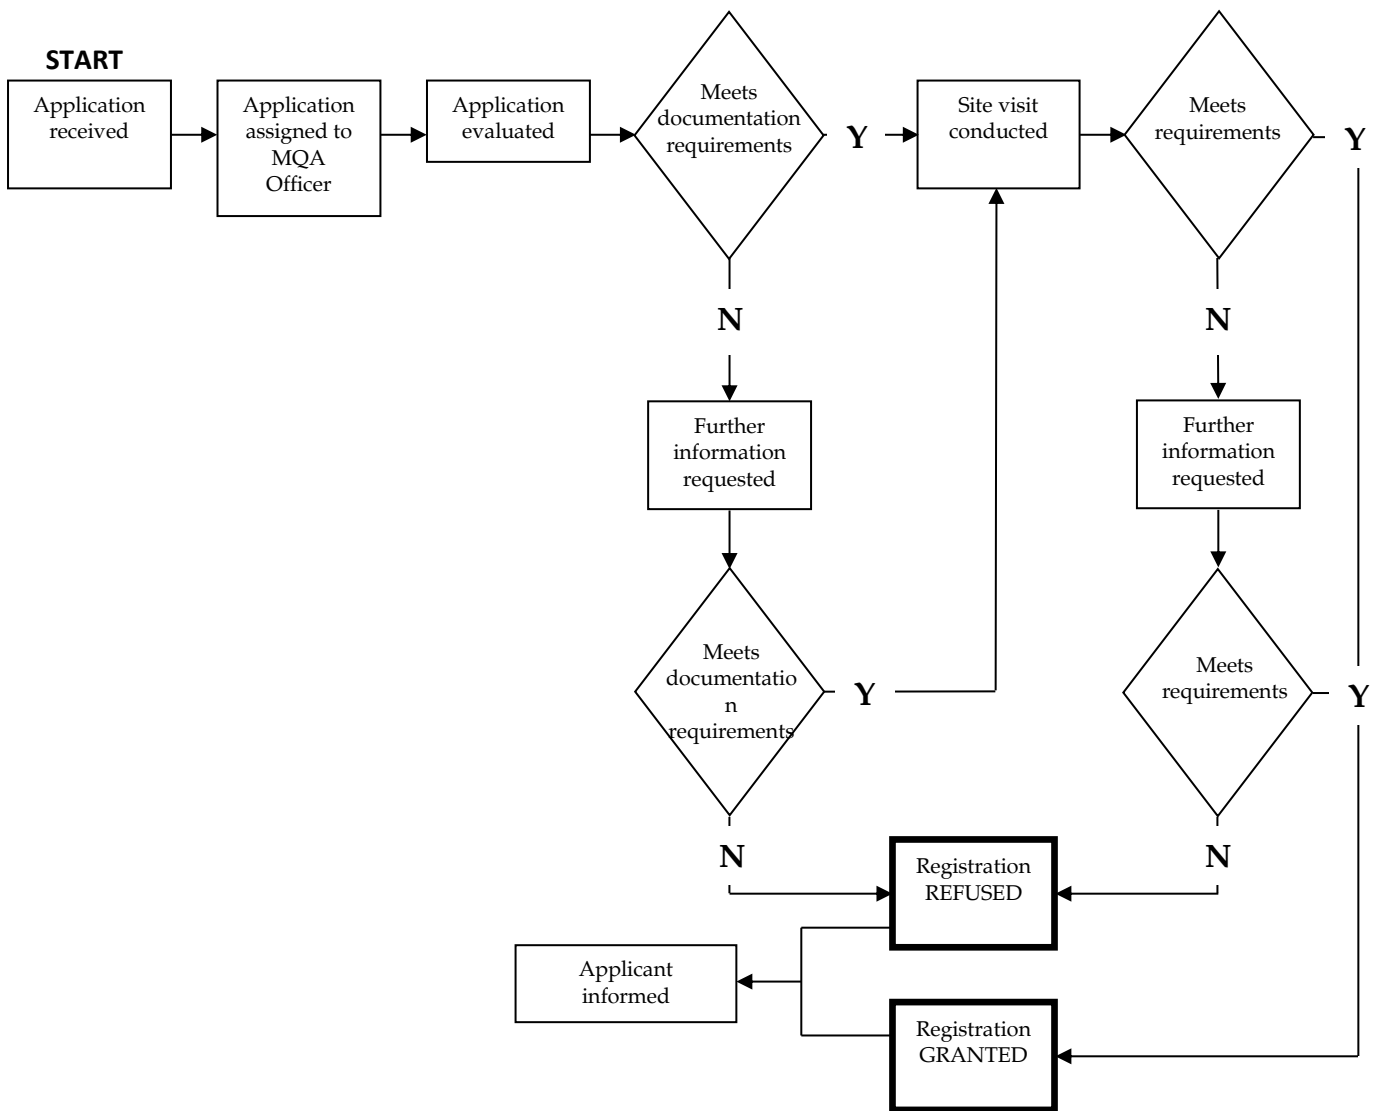 START
Application
received
Application
assigned to
MQA
Officer
Application
evaluated
Meets
documentation
requirements
Y
Site visit
conducted
Meets
requirements
Y
N
N
Further
information
requested
Further
information
requested
Meets
documentatio
n
requirements
Y
Meets
requirements
Y
N
N
Registration
REFUSED
Applicant
informed
Registration
GRANTED